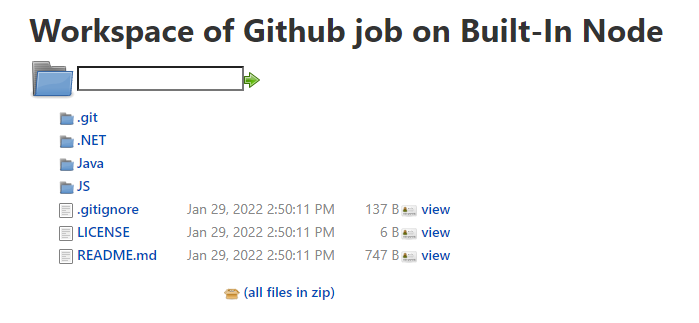 Workspace of Github job on Built-In Node
.git
.NET
Java
JS
.gitignore Jan 29, 2022 2:50:11 PM 137 B view
LICENSE Jan 29, 2022 2:50:11 PM 6 B view
README.md Jan 29, 2022 2:50:11 PM 747 B view
(all files in zip)